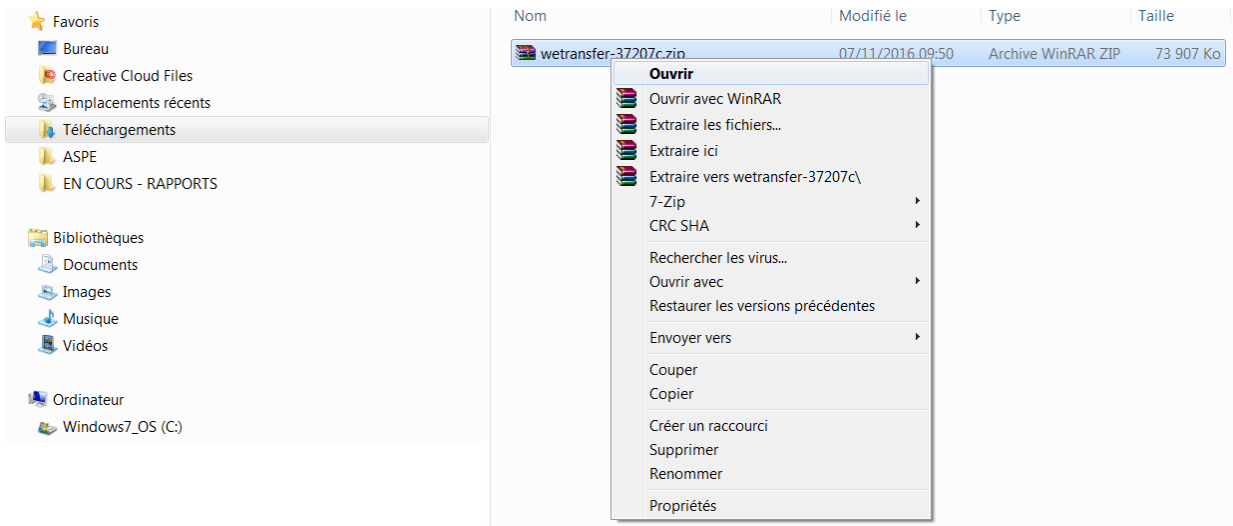 Favoris
Bureau
Creative Cloud Files
Emplacements récents
Téléchargements
ASPE
EN COURS - RAPPORTS
Bibliothèques
Documents
Images
Musique
Vidéos
Ordinateur
Windows7_OS (C:)
Nom Modifié le Type Taille
wetransfer-37207c.zip 07/11/2016 09:50 Archive WinRAR ZIP 73 907 Ko
Ouvrir
Ouvrir avec WinRAR
Extraire les fichiers...
Extraire ici
Extraire vers wetransfer-37207c\
7-Zip
CRC SHA
Rechercher les virus...
Ouvrir avec
Restaurer les versions précédentes
Envoyer vers
Couper
Copier
Créer un raccourci
Supprimer
Renommer
Propriétés